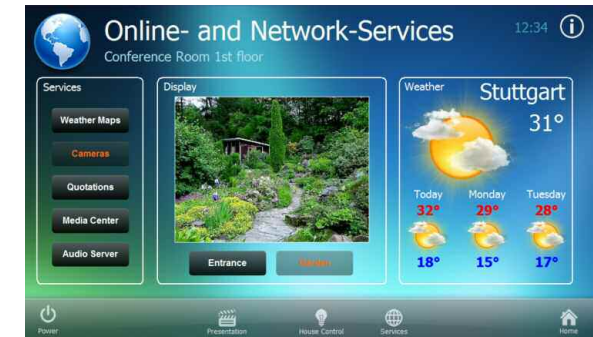 Online- and Network-Services
12:34
Conference Room 1st floor
Services
Weather Maps
Cameras
Quotations
Media Center
Audio Server
Display
Entrance
Garden
Weather
Stuttgart
31°
Today Monday Tuesday
32° 29° 28°
18° 15° 17°
Power
Presentation
House Control
Services
Home